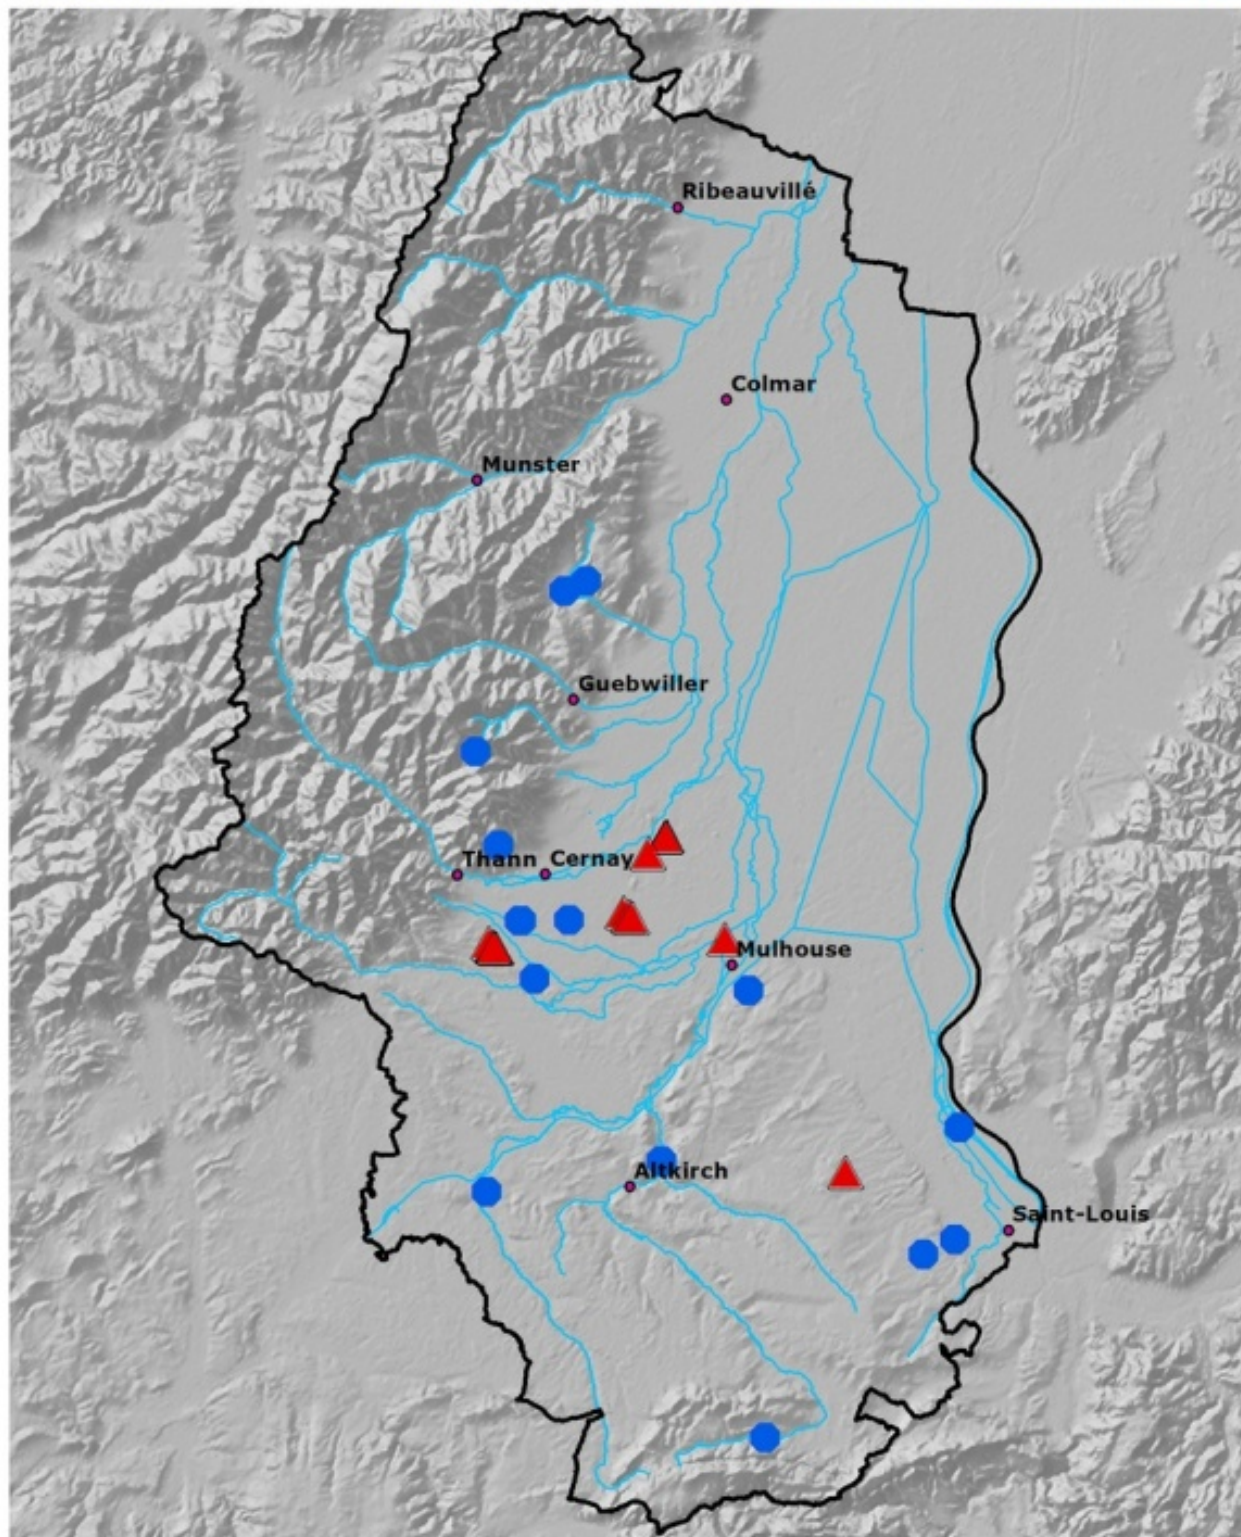 Ribeauvillé
Colmar
Munster
Guebwiller
Thann Cernay
Mulhouse
Altkirch
Saint-Louis